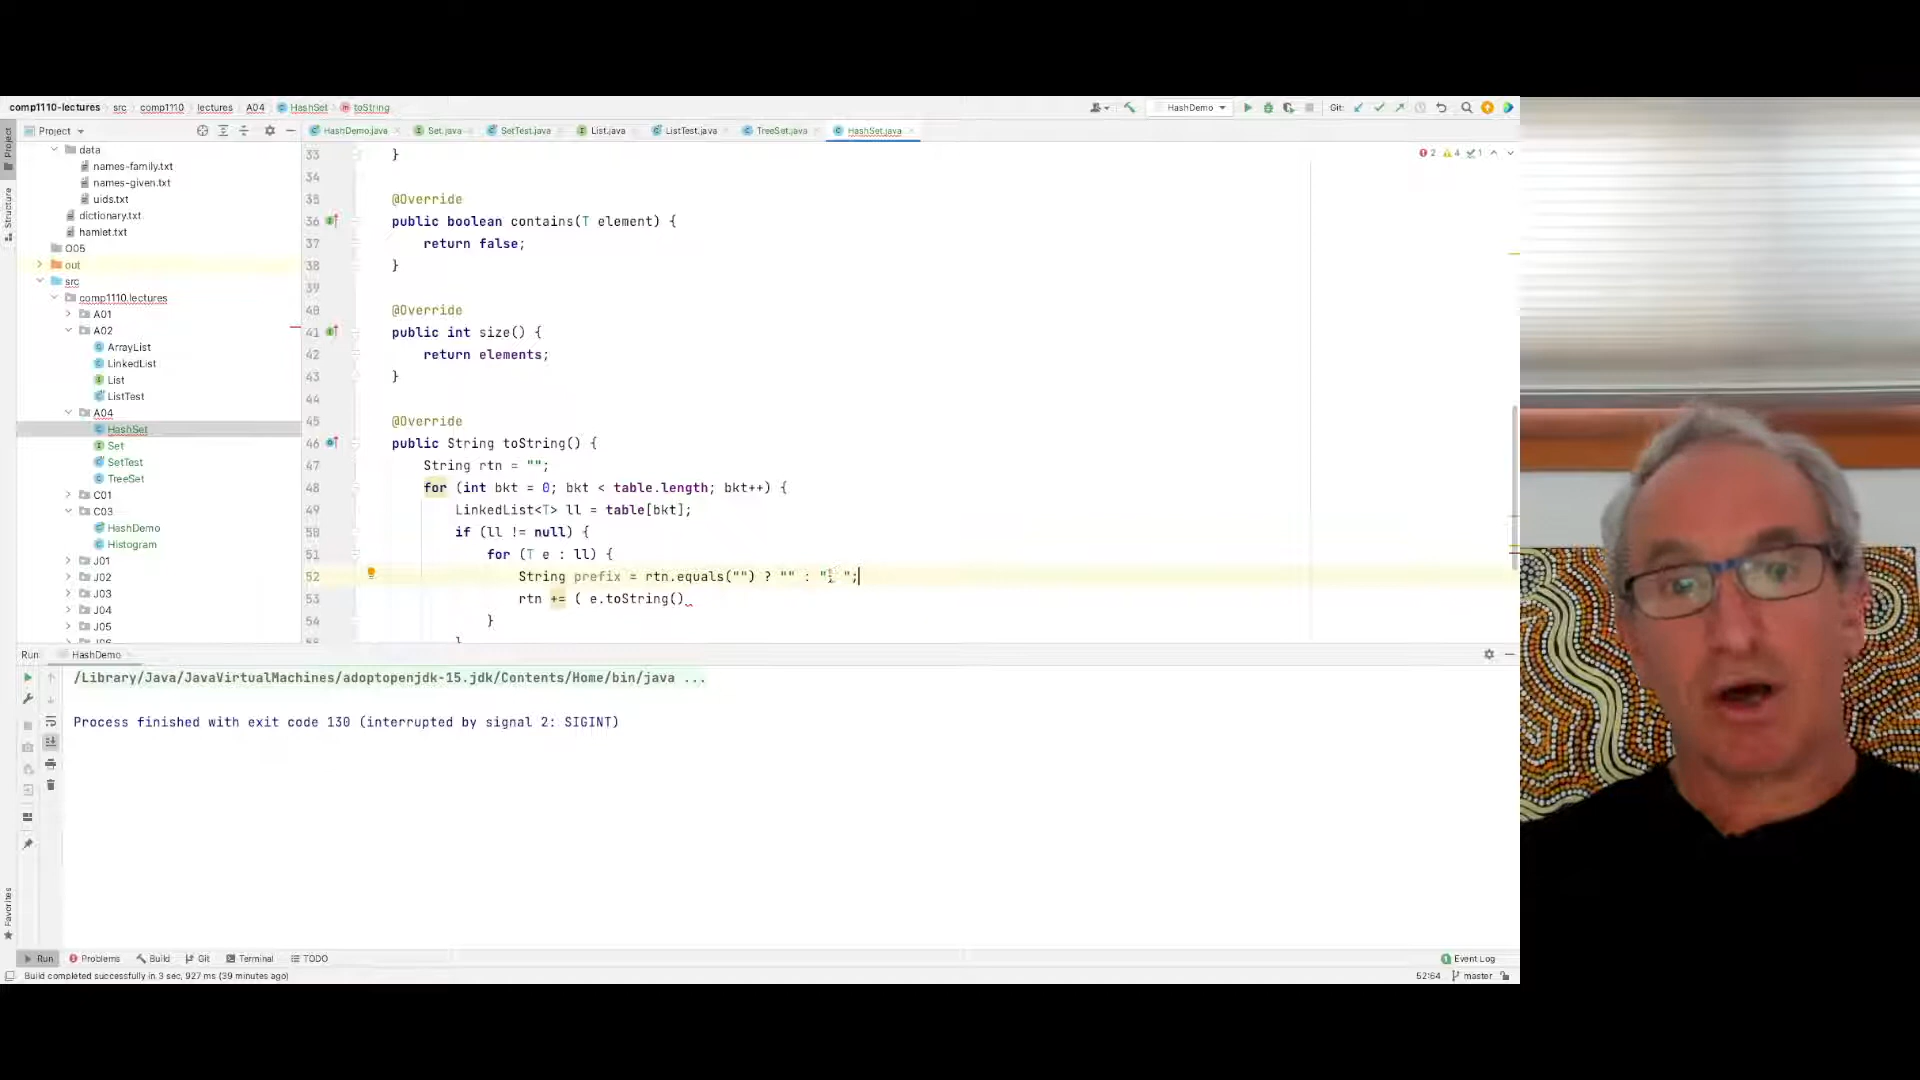 comp1110-lectures src comp1110 lectures A04 HashSet toString
HashDemo Git:
Project HashDemo.java Set.java SetTest.java List.java ListTest.java TreeSet.java HashSet.java
2 4 1
Project
Structure
Favorites
data
names-family.txt
names-given.txt
uids.txt
dictionary.txt
hamlet.txt
O05
out
src
comp1110.lectures
A01
A02
ArrayList
LinkedList
List
ListTest
A04
HashSet
Set
SetTest
TreeSet
C01
C03
HashDemo
Histogram
J01
J02
J03
J04
J05
J06
33 }
34
35 @Override
36 public boolean contains(T element) {
37 return false;
38 }
39
40 @Override
41 public int size() {
42 return elements;
43 }
44
45 @Override
46 public String toString() {
47 String rtn = "";
48 for (int bkt = 0; bkt < table.length; bkt++) {
49 LinkedList<T> ll = table[bkt];
50 if (ll != null) {
51 for (T e : ll) {
52 String prefix = rtn.equals("") ? "" : " ";
53 rtn += ( e.toString()
54 }
55 }
Run: HashDemo
/Library/Java/JavaVirtualMachines/adoptopenjdk-15.jdk/Contents/Home/bin/java ...
Process finished with exit code 130 (interrupted by signal 2: SIGINT)
Run Problems Build Git Terminal TODO 1 Event Log
Build completed successfully in 3 sec, 927 ms (39 minutes ago) 52:64 master